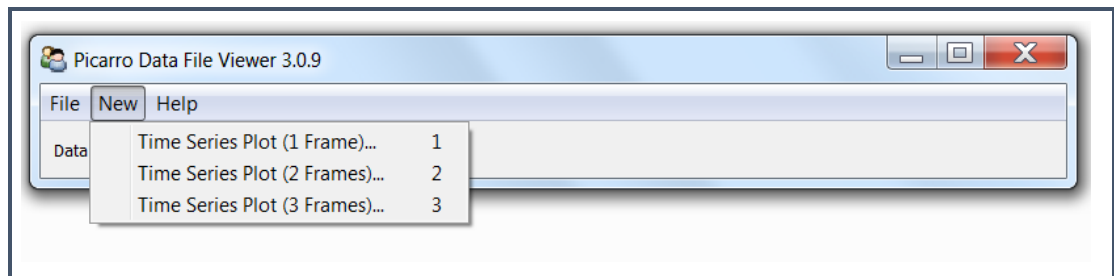 Picarro Data File Viewer 3.0.9
File New Help
Data
Time Series Plot (1 Frame)... 1
Time Series Plot (2 Frames)... 2
Time Series Plot (3 Frames)... 3